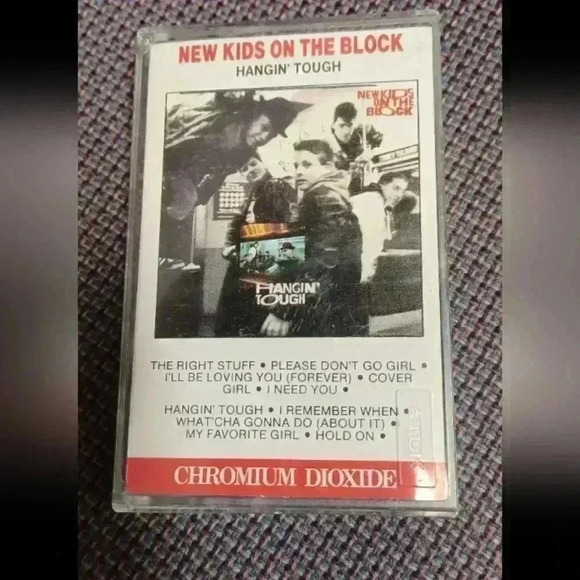 NEW KIDS ON THE BLOCK
HANGIN' TOUGH
NEW KIDS
ON THE
BLOCK
HANGIN'
TOUGH
THE RIGHT STUFF • PLEASE DON'T GO GIRL •
I'LL BE LOVING YOU (FOREVER) • COVER
GIRL • I NEED YOU •
HANGIN' TOUGH • I REMEMBER WHEN •
WHAT'CHA GONNA DO (ABOUT IT) •
MY FAVORITE GIRL • HOLD ON •
CHROMIUM DIOXIDE